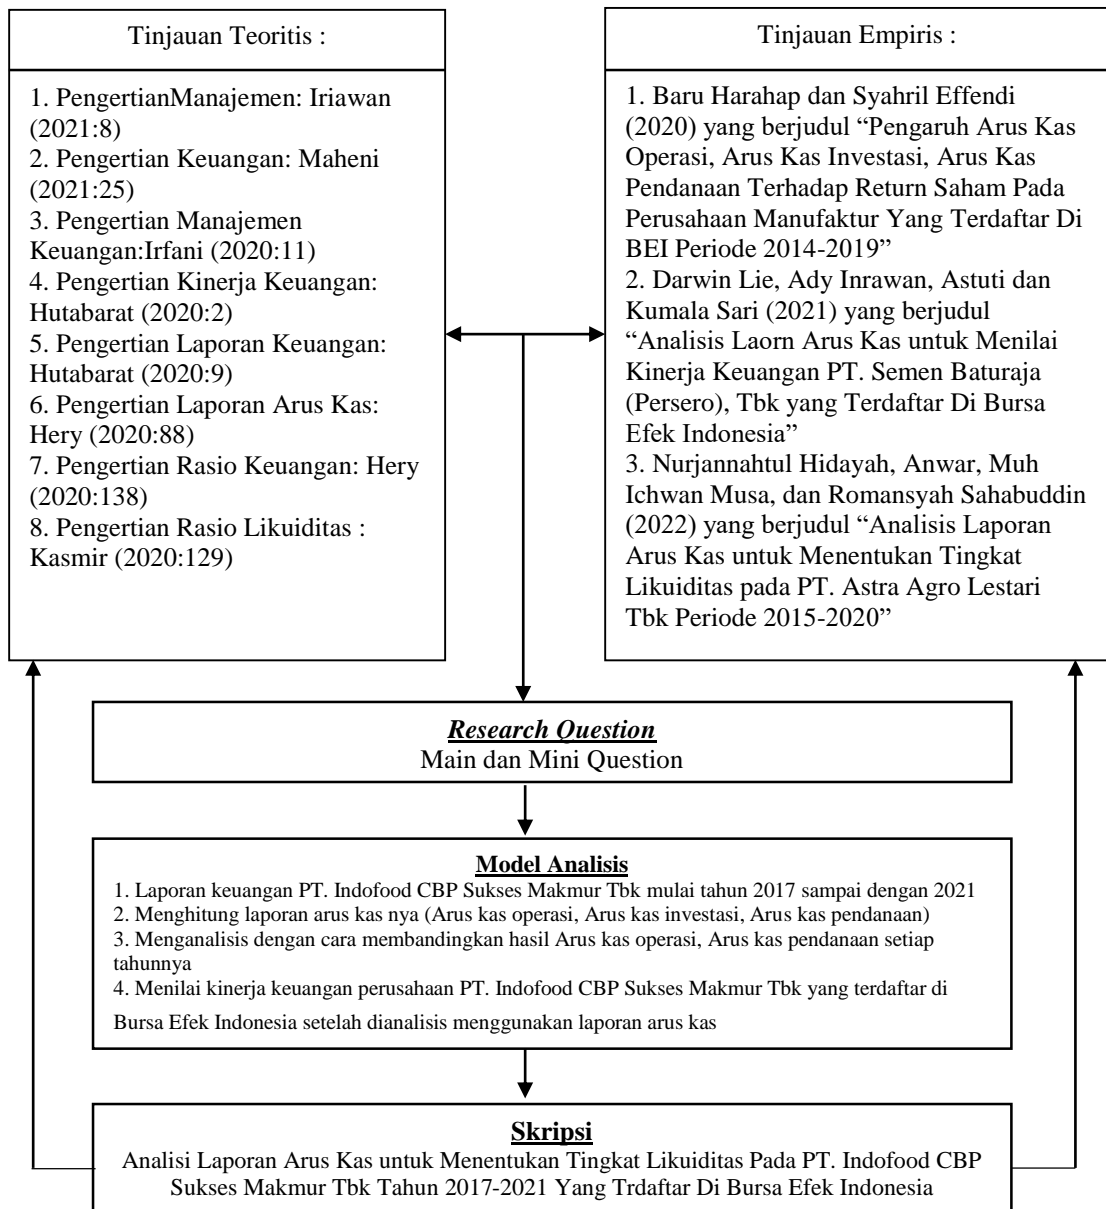 Tinjauan Teoritis :
1. PengertianManajemen: Iriawan
(2021:8)
2. Pengertian Keuangan: Maheni
(2021:25)
3. Pengertian Manajemen
Keuangan:Irfani (2020:11)
4. Pengertian Kinerja Keuangan:
Hutabarat (2020:2)
5. Pengertian Laporan Keuangan:
Hutabarat (2020:9)
6. Pengertian Laporan Arus Kas:
Hery (2020:88)
7. Pengertian Rasio Keuangan: Hery
(2020:138)
8. Pengertian Rasio Likuiditas :
Kasmir (2020:129)
Tinjauan Empiris :
1. Baru Harahap dan Syahril Effendi
(2020) yang berjudul “Pengaruh Arus Kas
Operasi, Arus Kas Investasi, Arus Kas
Pendanaan Terhadap Return Saham Pada
Perusahaan Manufaktur Yang Terdaftar Di
BEI Periode 2014-2019”
2. Darwin Lie, Ady Inrawan, Astuti dan
Kumala Sari (2021) yang berjudul
“Analisis Laorn Arus Kas untuk Menilai
Kinerja Keuangan PT. Semen Baturaja
(Persero), Tbk yang Terdaftar Di Bursa
Efek Indonesia”
3. Nurjannahtul Hidayah, Anwar, Muh
Ichwan Musa, dan Romansyah Sahabuddin
(2022) yang berjudul “Analisis Laporan
Arus Kas untuk Menentukan Tingkat
Likuiditas pada PT. Astra Agro Lestari
Tbk Periode 2015-2020”
Research Question
Main dan Mini Question
Model Analisis
1. Laporan keuangan PT. Indofood CBP Sukses Makmur Tbk mulai tahun 2017 sampai dengan 2021
2. Menghitung laporan arus kas nya (Arus kas operasi, Arus kas investasi, Arus kas pendanaan)
3. Menganalisis dengan cara membandingkan hasil Arus kas operasi, Arus kas pendanaan setiap
tahunnya
4. Menilai kinerja keuangan perusahaan PT. Indofood CBP Sukses Makmur Tbk yang terdaftar di
Bursa Efek Indonesia setelah dianalisis menggunakan laporan arus kas
Skripsi
Analisi Laporan Arus Kas untuk Menentukan Tingkat Likuiditas Pada PT. Indofood CBP
Sukses Makmur Tbk Tahun 2017-2021 Yang Trdaftar Di Bursa Efek Indonesia